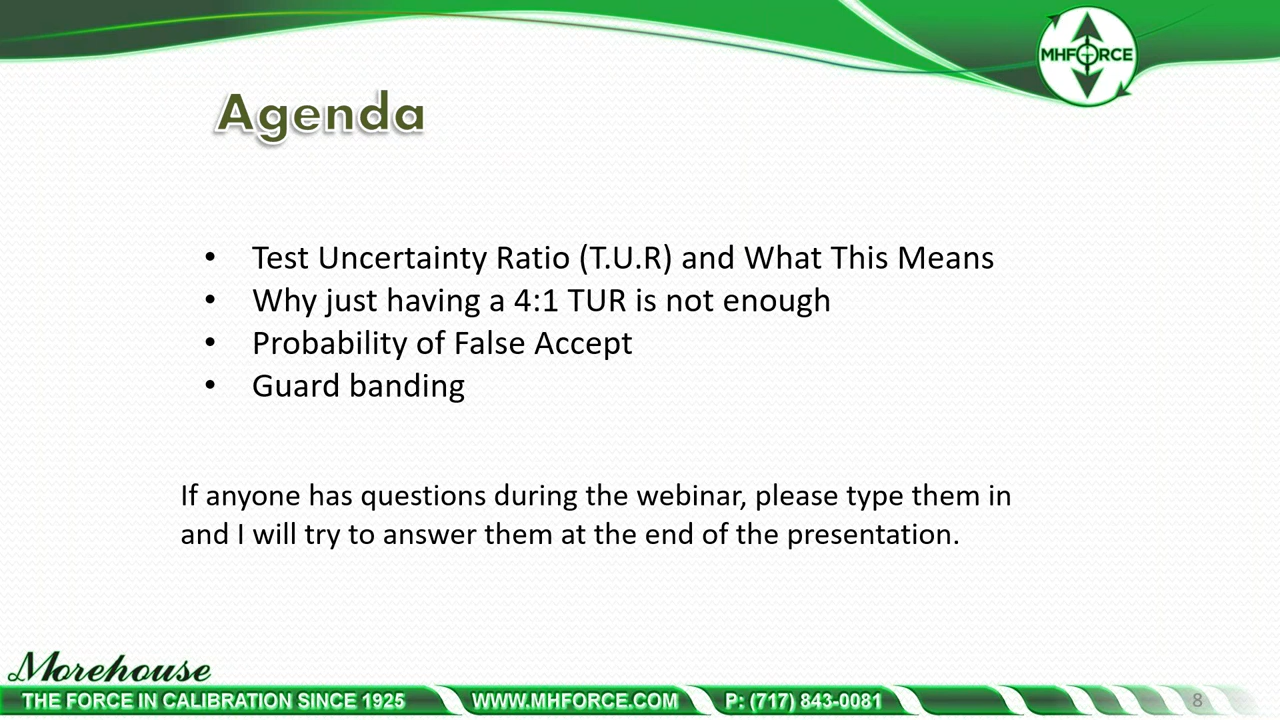 MHFORCE
Agenda
• Test Uncertainty Ratio (T.U.R) and What This Means
• Why just having a 4:1 TUR is not enough
• Probability of False Accept
• Guard banding
If anyone has questions during the webinar, please type them in
and I will try to answer them at the end of the presentation.
Morehouse
THE FORCE IN CALIBRATION SINCE 1925 WWW.MHFORCE.COM P: (717) 843-0081 8